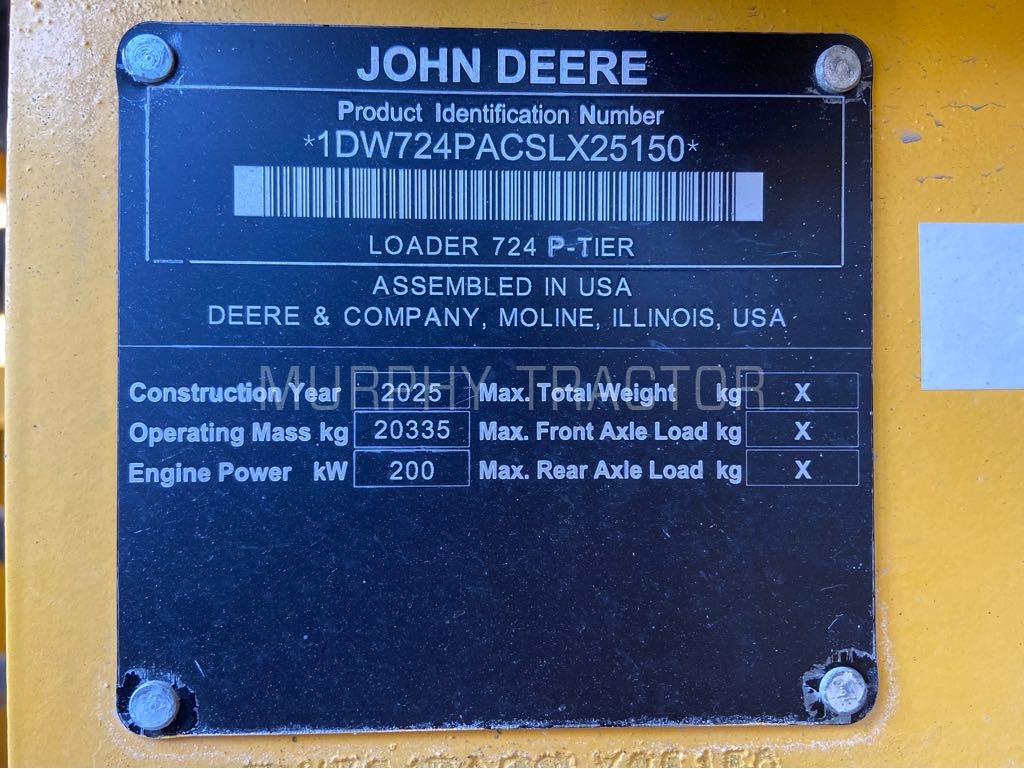 JOHN DEERE
Product Identification Number
*1DW724PACSLX25150*
LOADER 724 P-TIER
ASSEMBLED IN USA
DEERE & COMPANY, MOLINE, ILLINOIS, USA
MURPHY TRACTOR
Construction Year 2025 Max. Total Weight kg X
Operating Mass kg 20335 Max. Front Axle Load kg X
Engine Power kW 200 Max. Rear Axle Load kg X